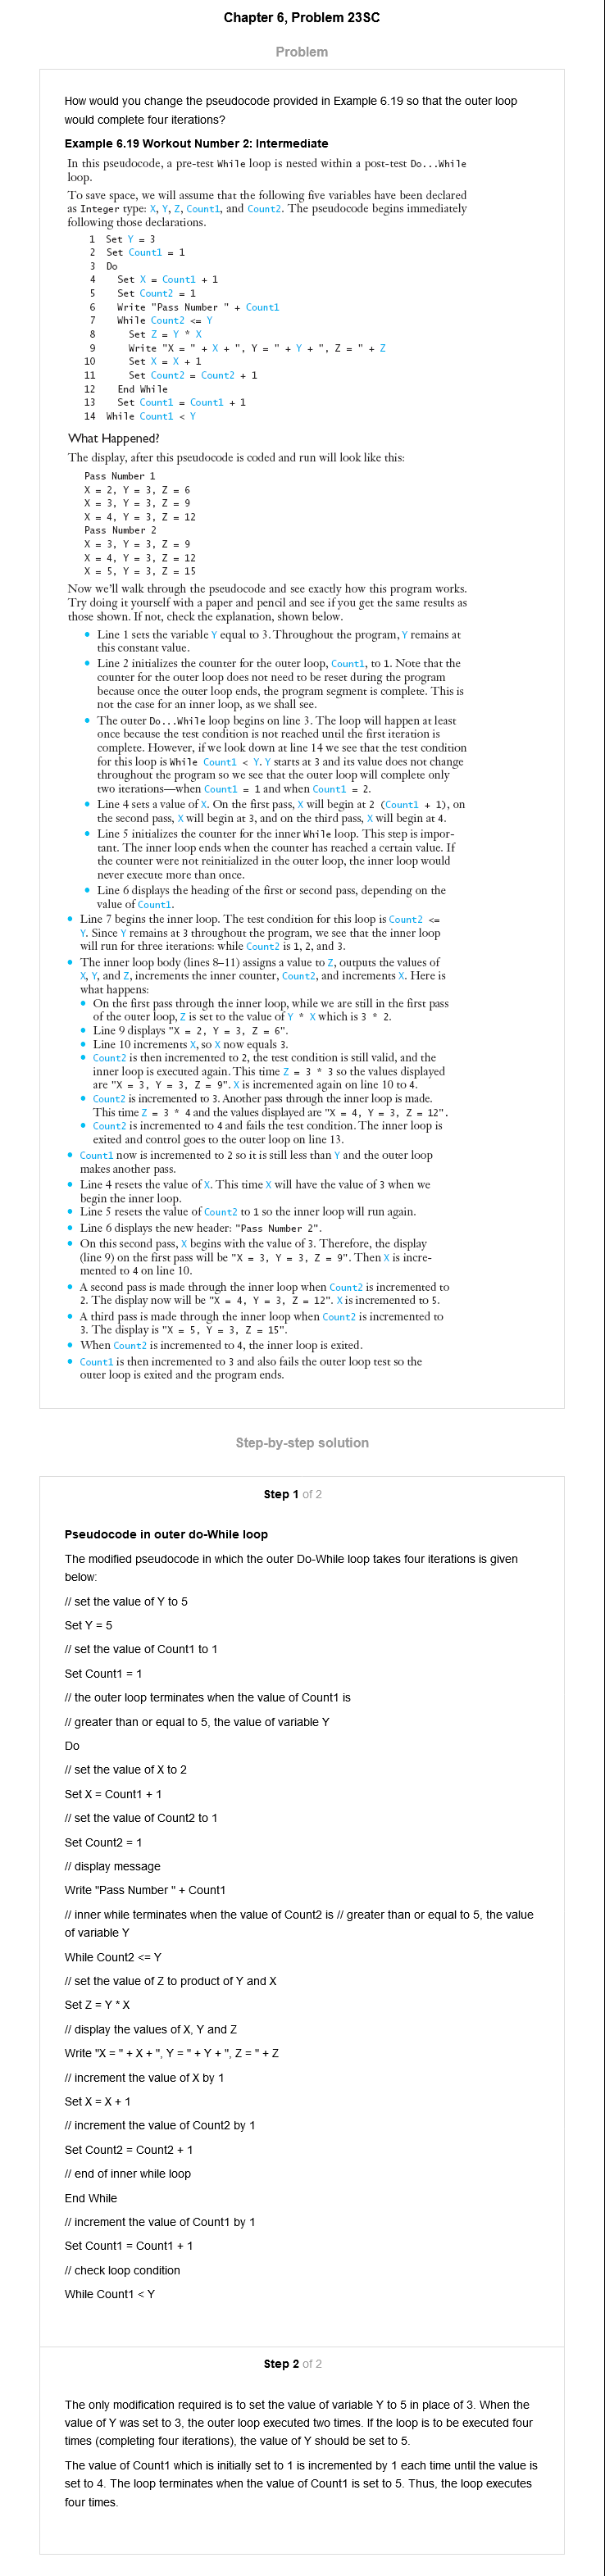 Chapter 6, Problem 23SC
Problem
How would you change the pseudocode provided in Example 6.19 so that the outer loop
would complete four iterations?
Example 6.19 Workout Number 2: Intermediate
In this pseudocode, a pre-test While loop is nested within a post-test Do...While
loop.
To save space, we will assume that the following five variables have been declared
as Integer type: X, Y, Z, Count1, and Count2. The pseudocode begins immediately
following those declarations.
1 Set Y = 3
2 Set Count1 = 1
3 Do
4 Set X = Count1 + 1
5 Set Count2 = 1
6 Write "Pass Number " + Count1
7 While Count2 <= Y
8 Set Z = Y * X
9 Write "X = " + X + ", Y = " + Y + ", Z = " + Z
10 Set X = X + 1
11 Set Count2 = Count2 + 1
12 End While
13 Set Count1 = Count1 + 1
14 While Count1 < Y
What Happened?
The display, after this pseudocode is coded and run will look like this:
Pass Number 1
X = 2, Y = 3, Z = 6
X = 3, Y = 3, Z = 9
X = 4, Y = 3, Z = 12
Pass Number 2
X = 3, Y = 3, Z = 9
X = 4, Y = 3, Z = 12
X = 5, Y = 3, Z = 15
Now we'll walk through the pseudocode and see exactly how this program works.
Try doing it yourself with a paper and pencil and see if you get the same results as
those shown. If not, check the explanation, shown below.
• Line 1 sets the variable Y equal to 3. Throughout the program, Y remains at
this constant value.
• Line 2 initializes the counter for the outer loop, Count1, to 1. Note that the
counter for the outer loop does not need to be reset during the program
because once the outer loop ends, the program segment is complete. This is
not the case for an inner loop, as we shall see.
• The outer Do...While loop begins on line 3. The loop will happen at least
once because the test condition is not reached until the first iteration is
complete. However, if we look down at line 14 we see that the test condition
for this loop is While Count1 < Y. Y starts at 3 and its value does not change
throughout the program so we see that the outer loop will complete only
two iterations—when Count1 = 1 and when Count1 = 2.
• Line 4 sets a value of X. On the first pass, X will begin at 2 (Count1 + 1), on
the second pass, X will begin at 3, and on the third pass, X will begin at 4.
• Line 5 initializes the counter for the inner While loop. This step is impor-
tant. The inner loop ends when the counter has reached a certain value. If
the counter were not reinitialized in the outer loop, the inner loop would
never execute more than once.
• Line 6 displays the heading of the first or second pass, depending on the
value of Count1.
• Line 7 begins the inner loop. The test condition for this loop is Count2 <=
Y. Since Y remains at 3 throughout the program, we see that the inner loop
will run for three iterations: while Count2 is 1, 2, and 3.
• The inner loop body (lines 8–11) assigns a value to Z, outputs the values of
X, Y, and Z, increments the inner counter, Count2, and increments X. Here is
what happens:
• On the first pass through the inner loop, while we are still in the first pass
of the outer loop, Z is set to the value of Y * X which is 3 * 2.
• Line 9 displays "X = 2, Y = 3, Z = 6".
• Line 10 increments X, so X now equals 3.
• Count2 is then incremented to 2, the test condition is still valid, and the
inner loop is executed again. This time Z = 3 * 3 so the values displayed
are "X = 3, Y = 3, Z = 9". X is incremented again on line 10 to 4.
• Count2 is incremented to 3. Another pass through the inner loop is made.
This time Z = 3 * 4 and the values displayed are "X = 4, Y = 3, Z = 12".
• Count2 is incremented to 4 and fails the test condition. The inner loop is
exited and control goes to the outer loop on line 13.
• Count1 now is incremented to 2 so it is still less than Y and the outer loop
makes another pass.
• Line 4 resets the value of X. This time X will have the value of 3 when we
begin the inner loop.
• Line 5 resets the value of Count2 to 1 so the inner loop will run again.
• Line 6 displays the new header: "Pass Number 2".
• On this second pass, X begins with the value of 3. Therefore, the display
(line 9) on the first pass will be "X = 3, Y = 3, Z = 9". Then X is incre-
mented to 4 on line 10.
• A second pass is made through the inner loop when Count2 is incremented to
2. The display now will be "X = 4, Y = 3, Z = 12". X is incremented to 5.
• A third pass is made through the inner loop when Count2 is incremented to
3. The display is "X = 5, Y = 3, Z = 15".
• When Count2 is incremented to 4, the inner loop is exited.
• Count1 is then incremented to 3 and also fails the outer loop test so the
outer loop is exited and the program ends.
Step-by-step solution
Step 1 of 2
Pseudocode in outer do-While loop
The modified pseudocode in which the outer Do-While loop takes four iterations is given
below:
// set the value of Y to 5
Set Y = 5
// set the value of Count1 to 1
Set Count1 = 1
// the outer loop terminates when the value of Count1 is
// greater than or equal to 5, the value of variable Y
Do
// set the value of X to 2
Set X = Count1 + 1
// set the value of Count2 to 1
Set Count2 = 1
// display message
Write "Pass Number " + Count1
// inner while terminates when the value of Count2 is // greater than or equal to 5, the value
of variable Y
While Count2 <= Y
// set the value of Z to product of Y and X
Set Z = Y * X
// display the values of X, Y and Z
Write "X = " + X + ", Y = " + Y + ", Z = " + Z
// increment the value of X by 1
Set X = X + 1
// increment the value of Count2 by 1
Set Count2 = Count2 + 1
// end of inner while loop
End While
// increment the value of Count1 by 1
Set Count1 = Count1 + 1
// check loop condition
While Count1 < Y
Step 2 of 2
The only modification required is to set the value of variable Y to 5 in place of 3. When the
value of Y was set to 3, the outer loop executed two times. If the loop is to be executed four
times (completing four iterations), the value of Y should be set to 5.
The value of Count1 which is initially set to 1 is incremented by 1 each time until the value is
set to 4. The loop terminates when the value of Count1 is set to 5. Thus, the loop executes
four times.